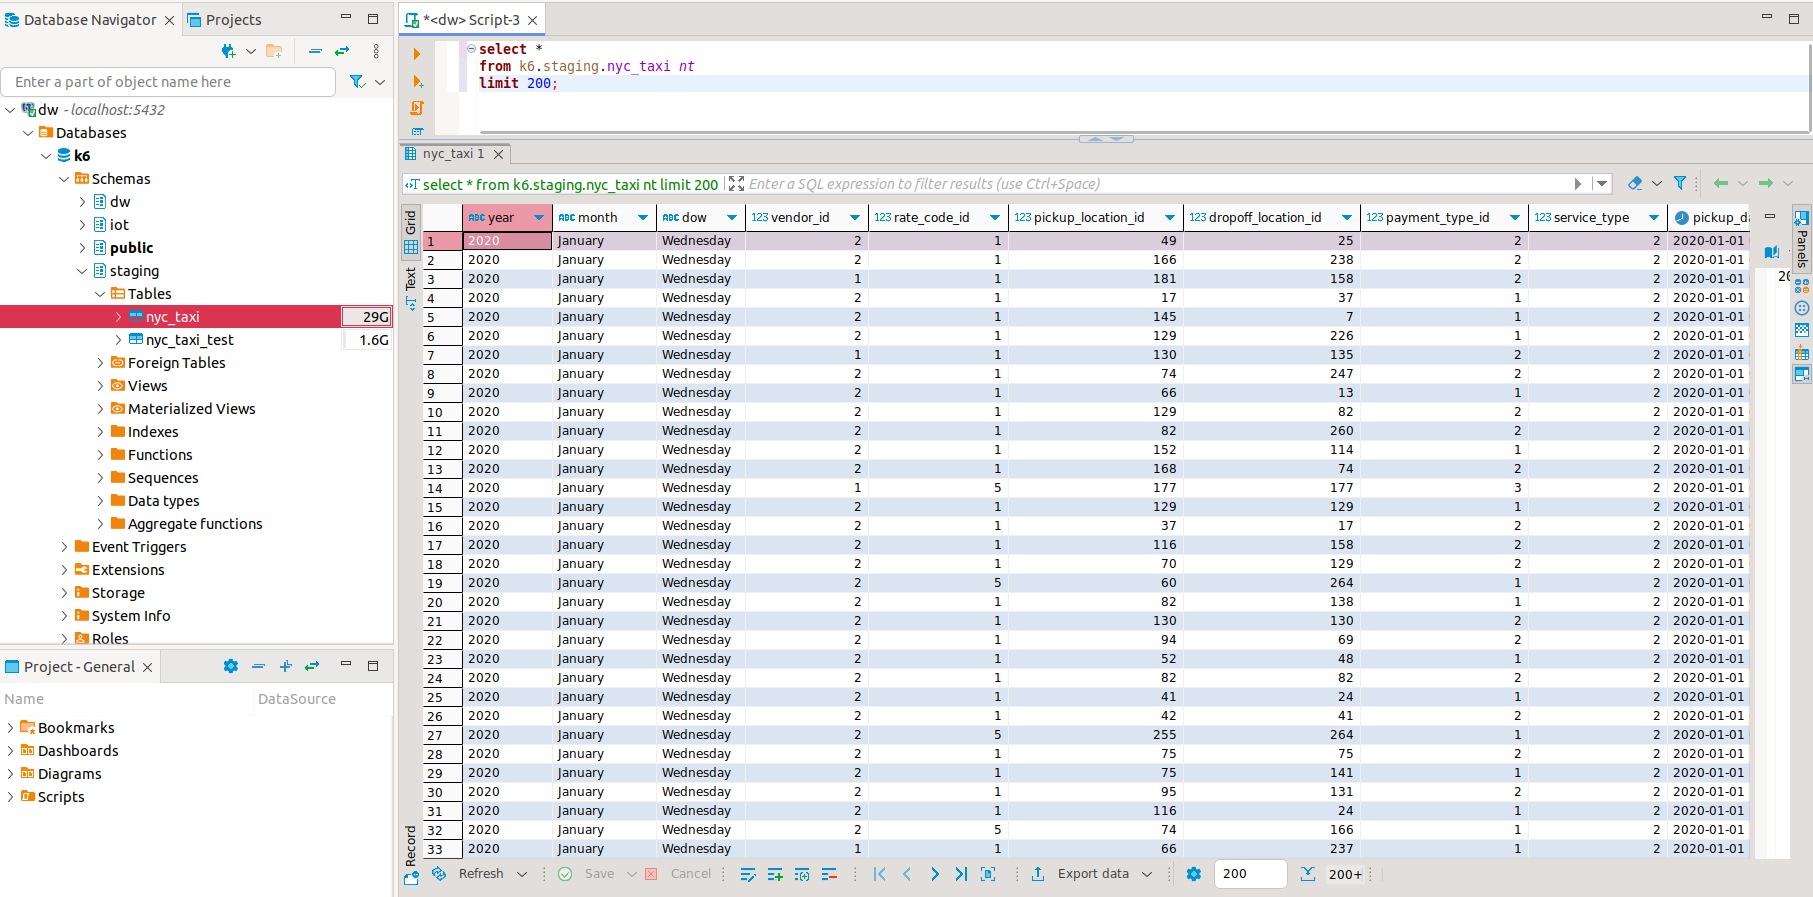 Database Navigator
Projects
Enter a part of object name here
dw - localhost:5432
Databases
k6
Schemas
dw
iot
public
staging
Tables
nyc_taxi 29G
nyc_taxi_test 1.6G
Foreign Tables
Views
Materialized Views
Indexes
Functions
Sequences
Data types
Aggregate functions
Event Triggers
Extensions
Storage
System Info
Roles
Project - General
Name DataSource
Bookmarks
Dashboards
Diagrams
Scripts
*<dw> Script-3
select *
from k6.staging.nyc_taxi nt
limit 200;
nyc_taxi 1
select * from k6.staging.nyc_taxi nt limit 200 Enter a SQL expression to filter results (use Ctrl+Space)
Grid
Text
Record
ABC year ABC month ABC dow 123 vendor_id 123 rate_code_id 123 pickup_location_id 123 dropoff_location_id 123 payment_type_id 123 service_type pickup_da
1 2020 January Wednesday 2 1 49 25 2 2 2020-01-01
2 2020 January Wednesday 2 1 166 238 2 2 2020-01-01
3 2020 January Wednesday 1 1 181 158 2 2 2020-01-01
4 2020 January Wednesday 2 1 17 37 1 2 2020-01-01
5 2020 January Wednesday 2 1 145 7 1 2 2020-01-01
6 2020 January Wednesday 2 1 129 226 1 2 2020-01-01
7 2020 January Wednesday 1 1 130 135 2 2 2020-01-01
8 2020 January Wednesday 2 1 74 247 2 2 2020-01-01
9 2020 January Wednesday 2 1 66 13 1 2 2020-01-01
10 2020 January Wednesday 2 1 129 82 2 2 2020-01-01
11 2020 January Wednesday 2 1 82 260 2 2 2020-01-01
12 2020 January Wednesday 2 1 152 114 1 2 2020-01-01
13 2020 January Wednesday 2 1 168 74 2 2 2020-01-01
14 2020 January Wednesday 1 5 177 177 3 2 2020-01-01
15 2020 January Wednesday 2 1 129 129 1 2 2020-01-01
16 2020 January Wednesday 2 1 37 17 2 2 2020-01-01
17 2020 January Wednesday 2 1 116 158 2 2 2020-01-01
18 2020 January Wednesday 2 1 70 129 2 2 2020-01-01
19 2020 January Wednesday 2 5 60 264 1 2 2020-01-01
20 2020 January Wednesday 2 1 82 138 1 2 2020-01-01
21 2020 January Wednesday 2 1 130 130 2 2 2020-01-01
22 2020 January Wednesday 2 1 94 69 2 2 2020-01-01
23 2020 January Wednesday 2 1 52 48 1 2 2020-01-01
24 2020 January Wednesday 2 1 82 82 2 2 2020-01-01
25 2020 January Wednesday 2 1 41 24 1 2 2020-01-01
26 2020 January Wednesday 2 1 42 41 2 2 2020-01-01
27 2020 January Wednesday 2 5 255 264 1 2 2020-01-01
28 2020 January Wednesday 2 1 75 75 2 2 2020-01-01
29 2020 January Wednesday 2 1 75 141 1 2 2020-01-01
30 2020 January Wednesday 2 1 95 131 2 2 2020-01-01
31 2020 January Wednesday 2 1 116 24 1 2 2020-01-01
32 2020 January Wednesday 2 5 74 166 1 2 2020-01-01
33 2020 January Wednesday 1 1 66 237 1 2 2020-01-01
Panels
20
Refresh Save Cancel Export data 200 200+